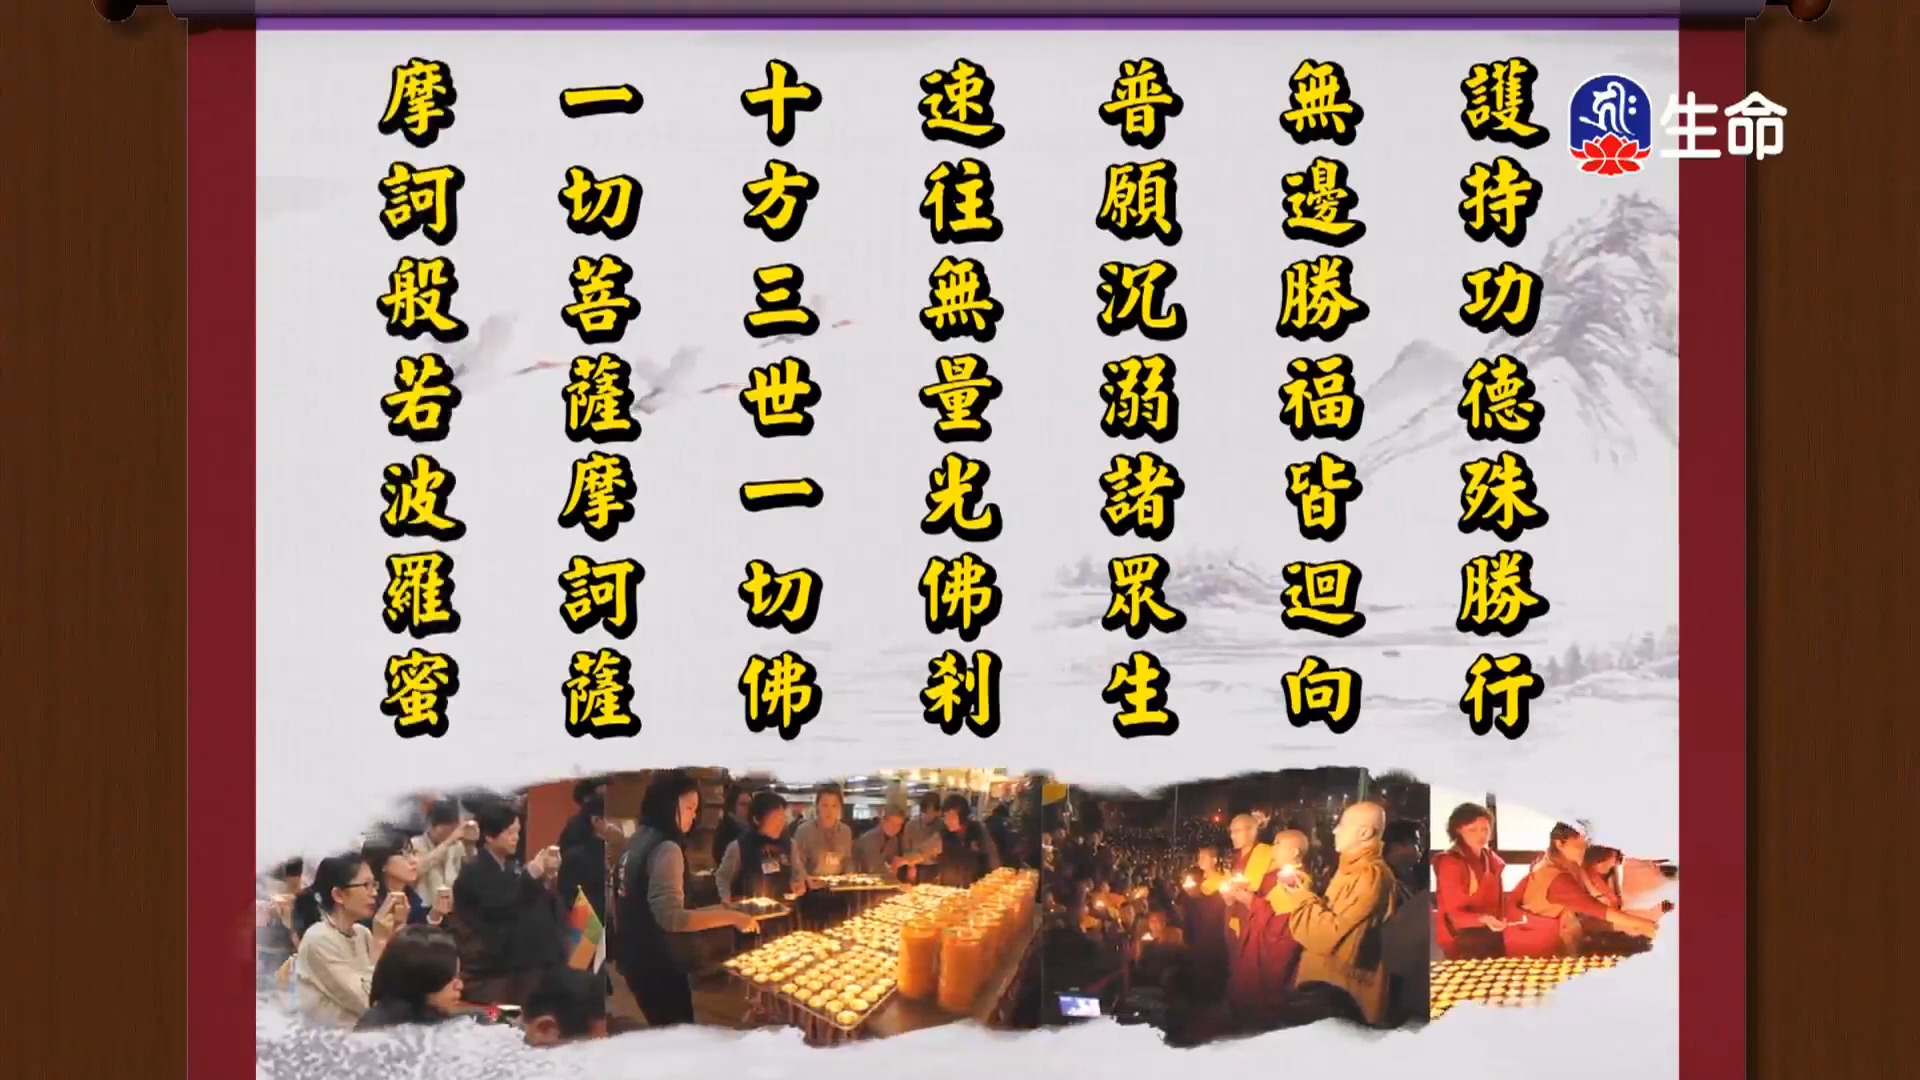 護持功德殊勝行
無邊勝福皆迴向
普願沉溺諸眾生
速往無量光佛剎
十方三世一切佛
一切菩薩摩訶薩
摩訶般若波羅蜜
生命